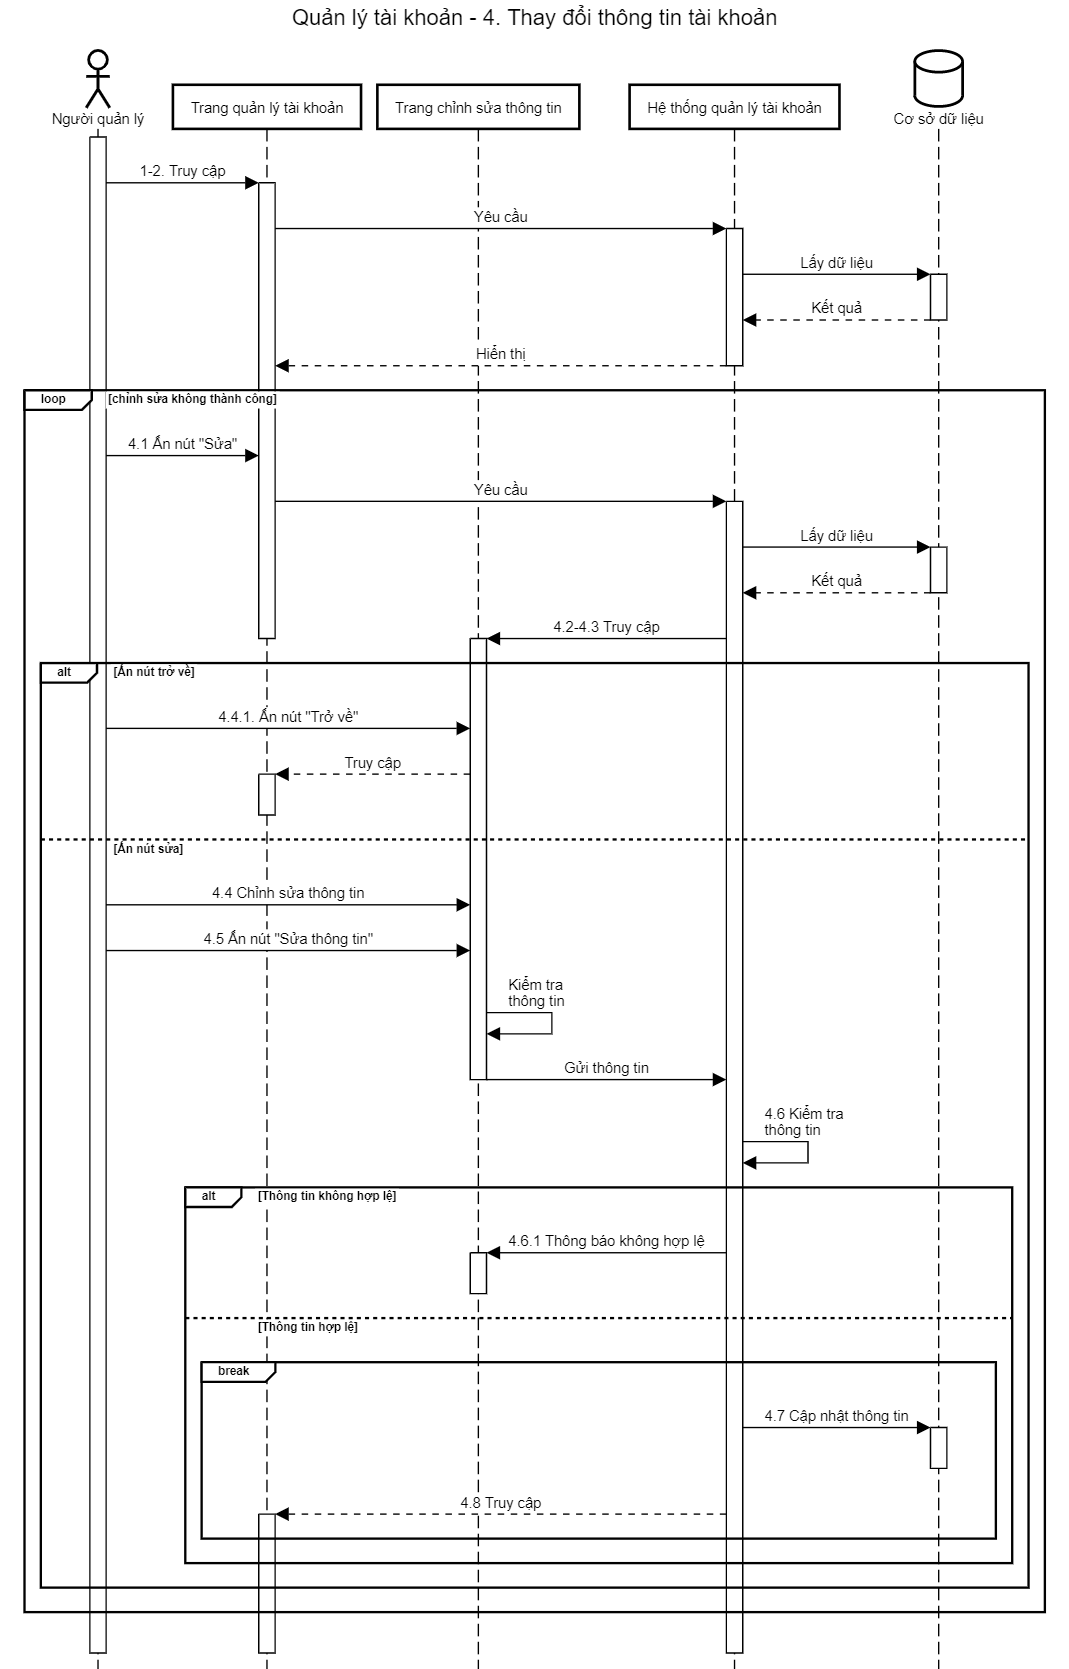 Quản lý tài khoản - 4. Thay đổi thông tin tài khoản
Người quản lý
Trang quản lý tài khoản
Trang chỉnh sửa thông tin
Hệ thống quản lý tài khoản
Cơ sở dữ liệu
1-2. Truy cập
Yêu cầu
Lấy dữ liệu
Kết quả
Hiển thị
loop
[chỉnh sửa không thành công]
4.1 Ấn nút "Sửa"
Yêu cầu
Lấy dữ liệu
Kết quả
4.2-4.3 Truy cập
alt
[Ấn nút trở về]
4.4.1. Ấn nút "Trở về"
Truy cập
[Ấn nút sửa]
4.4 Chỉnh sửa thông tin
4.5 Ấn nút "Sửa thông tin"
Kiểm tra
thông tin
Gửi thông tin
4.6 Kiểm tra
thông tin
alt
[Thông tin không hợp lệ]
4.6.1 Thông báo không hợp lệ
[Thông tin hợp lệ]
break
4.7 Cập nhật thông tin
4.8 Truy cập